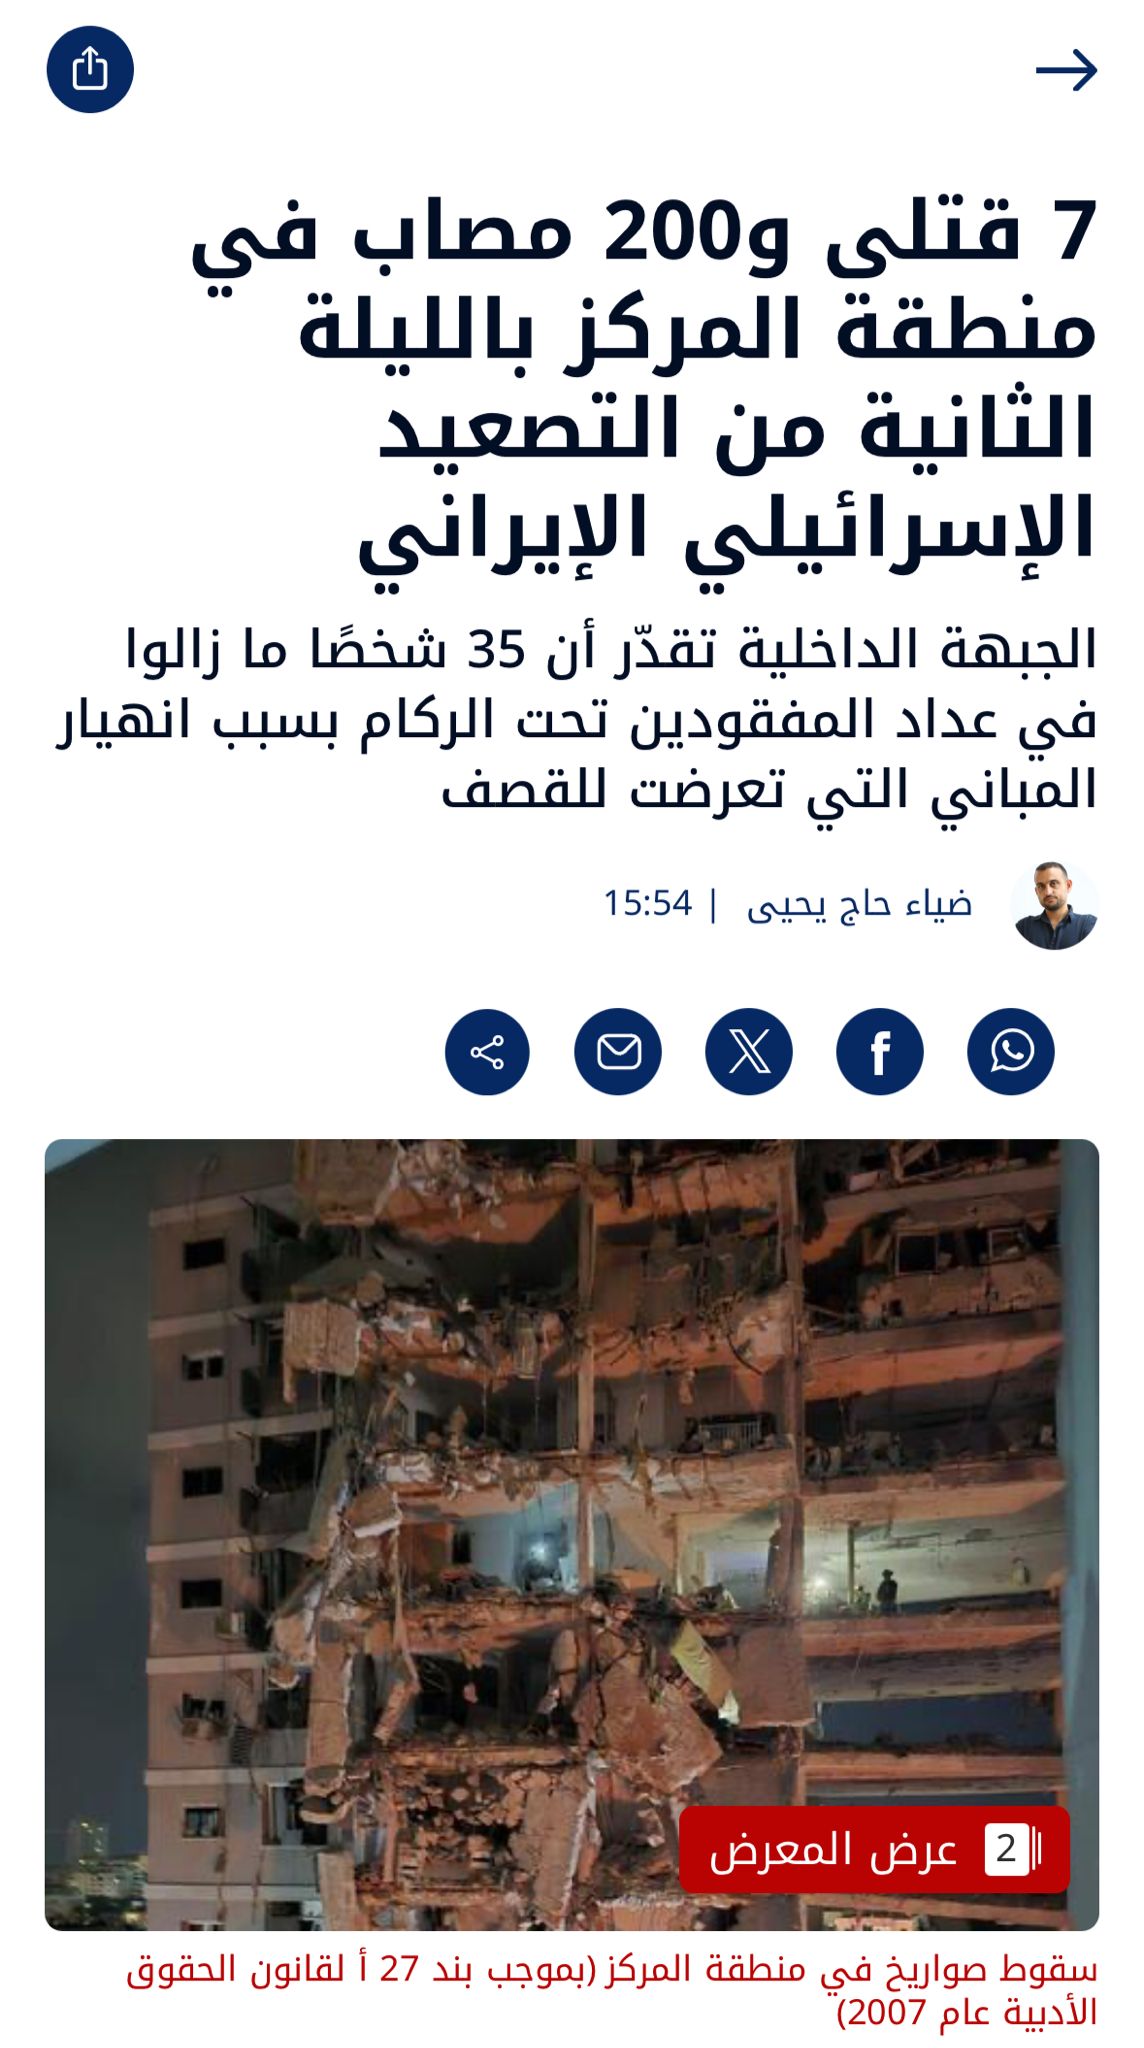 7 قتلى و200 مصاب في
منطقة المركز بالليلة
الثانية من التصعيد
الإسرائيلي الإيراني
الجبهة الداخلية تقدّر أن 35 شخصًا ما زالوا
في عداد المفقودين تحت الركام بسبب انهيار
المباني التي تعرضت للقصف
ضياء حاج يحيى | 15:54
2 عرض المعرض
سقوط صواريخ في منطقة المركز (بموجب بند 27 أ لقانون الحقوق
الأدبية عام 2007)